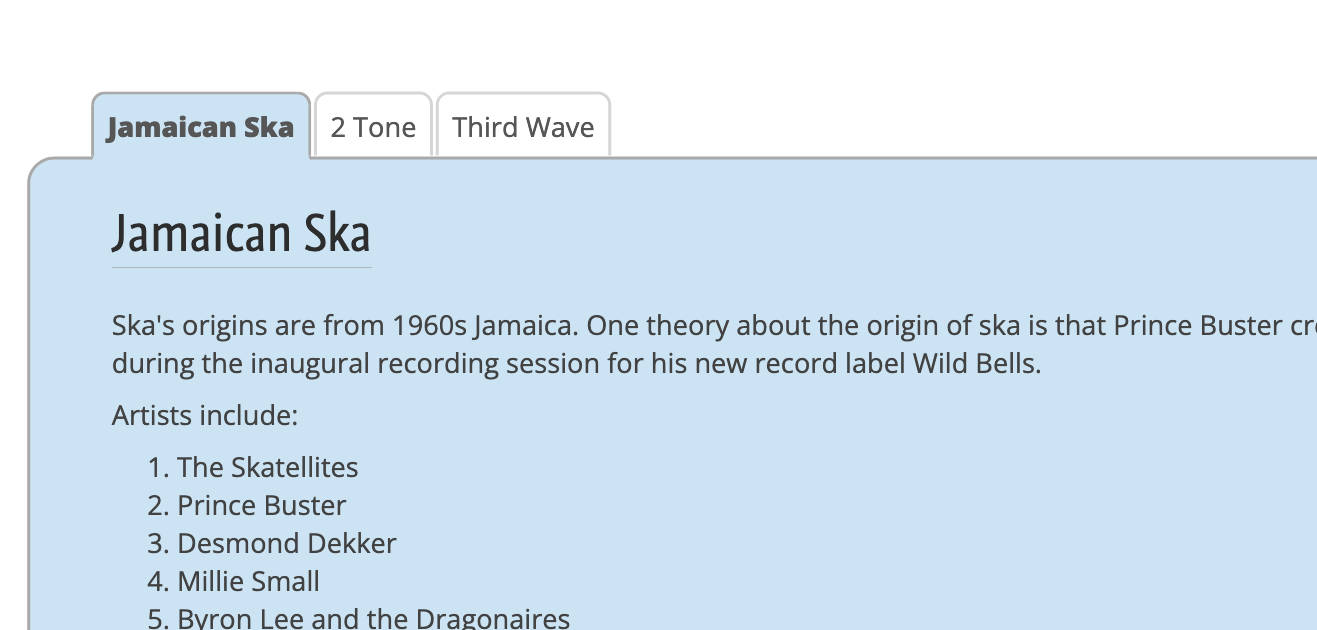 Jamaican Ska 2 Tone Third Wave
Jamaican Ska
Ska's origins are from 1960s Jamaica. One theory about the origin of ska is that Prince Buster
during the inaugural recording session for his new record label Wild Bells.
Artists include:
1. The Skatellites
2. Prince Buster
3. Desmond Dekker
4. Millie Small
5. Byron Lee and the Dragonaires